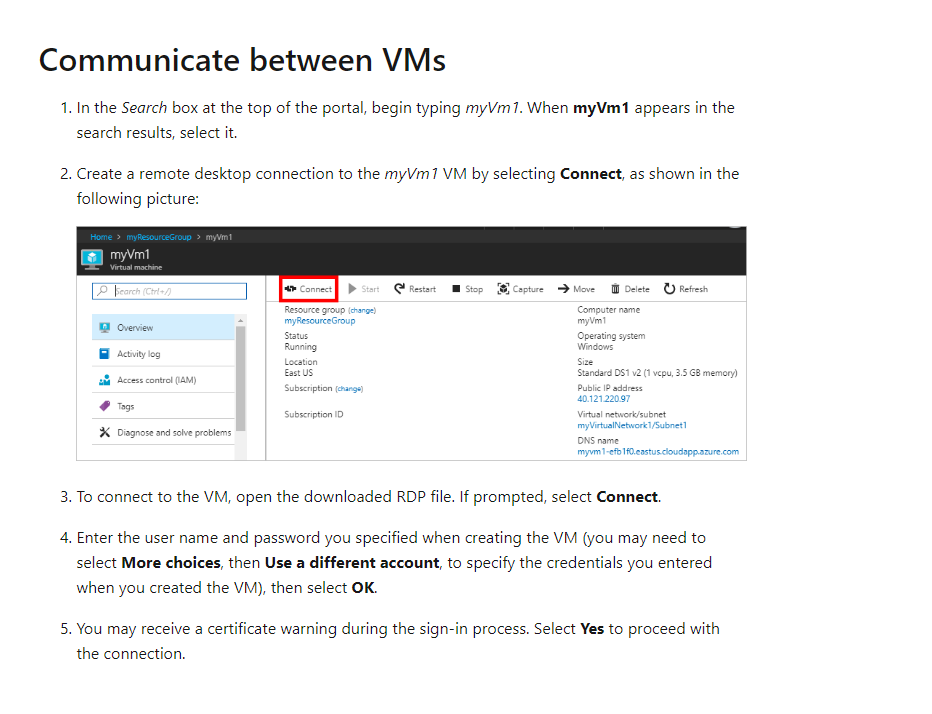 Communicate between VMs
1. In the Search box at the top of the portal, begin typing myVm1. When myVm1 appears in the
search results, select it.
2. Create a remote desktop connection to the myVm1 VM by selecting Connect, as shown in the
following picture:
Home > myResourceGroup > myVm1
myVm1
Virtual machine
Search (Ctrl+/)
Connect Start Restart Stop Capture Move Delete Refresh
Overview
Activity log
Access control (IAM)
Tags
Diagnose and solve problems
Resource group (change)
myResourceGroup
Status
Running
Location
East US
Subscription (change)
Subscription ID
Computer name
myVm1
Operating system
Windows
Size
Standard DS1 v2 (1 vcpu, 3.5 GB memory)
Public IP address
40.121.220.97
Virtual network/subnet
myVirtualNetwork1/Subnet1
DNS name
myvm1-efb1f0.eastus.cloudapp.azure.com
3. To connect to the VM, open the downloaded RDP file. If prompted, select Connect.
4. Enter the user name and password you specified when creating the VM (you may need to
select More choices, then Use a different account, to specify the credentials you entered
when you created the VM), then select OK.
5. You may receive a certificate warning during the sign-in process. Select Yes to proceed with
the connection.